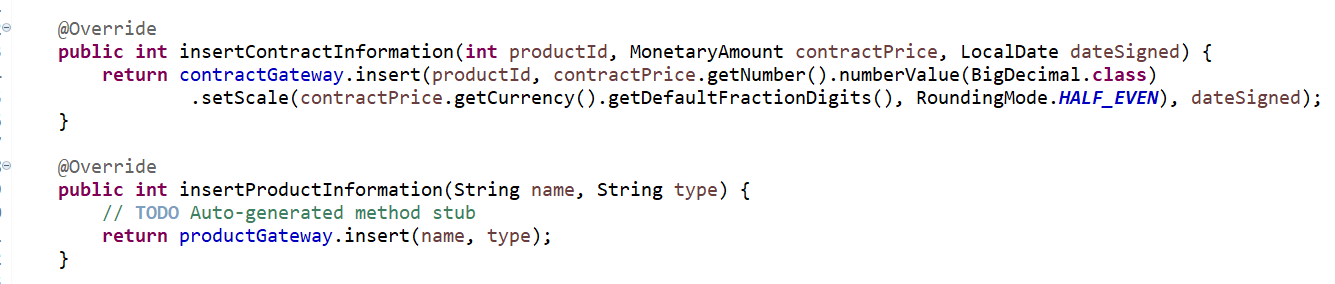 @Override
public int insertContractInformation(int productId, MonetaryAmount contractPrice, LocalDate dateSigned) {
return contractGateway.insert(productId, contractPrice.getNumber().numberValue(BigDecimal.class)
.setScale(contractPrice.getCurrency().getDefaultFractionDigits(), RoundingMode.HALF_EVEN), dateSigned);
}
@Override
public int insertProductInformation(String name, String type) {
// TODO Auto-generated method stub
return productGateway.insert(name, type);
}